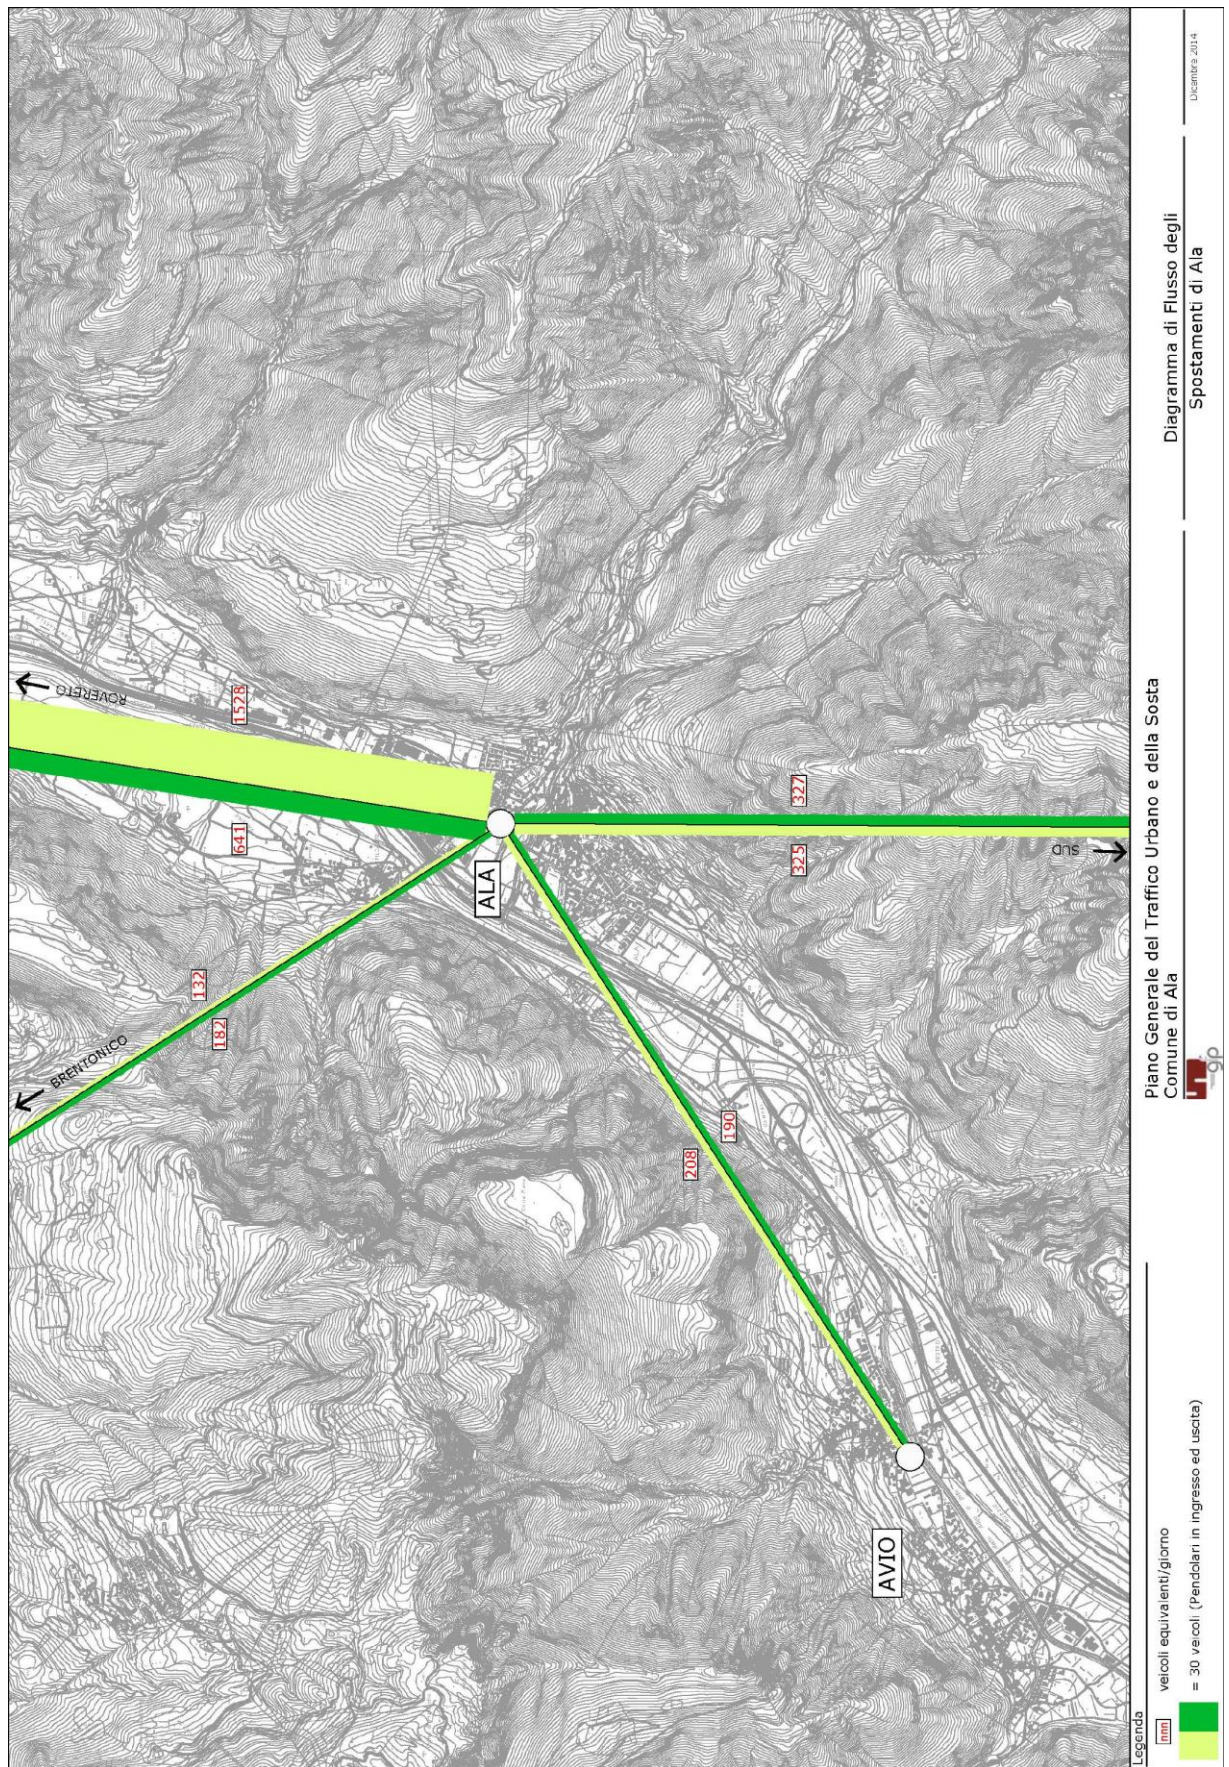 ROVERETO
1528
641
132
182
BRENTONICO
ALA
327
325
SUD
208
190
AVIO
Legenda
nnn
veicoli equivalenti/giorno
= 30 veicoli (Pendolari in ingresso ed uscita)
Piano Generale del Traffico Urbano e della Sosta
Comune di Ala
Diagramma di Flusso degli
Spostamenti di Ala
Dicembre 2014